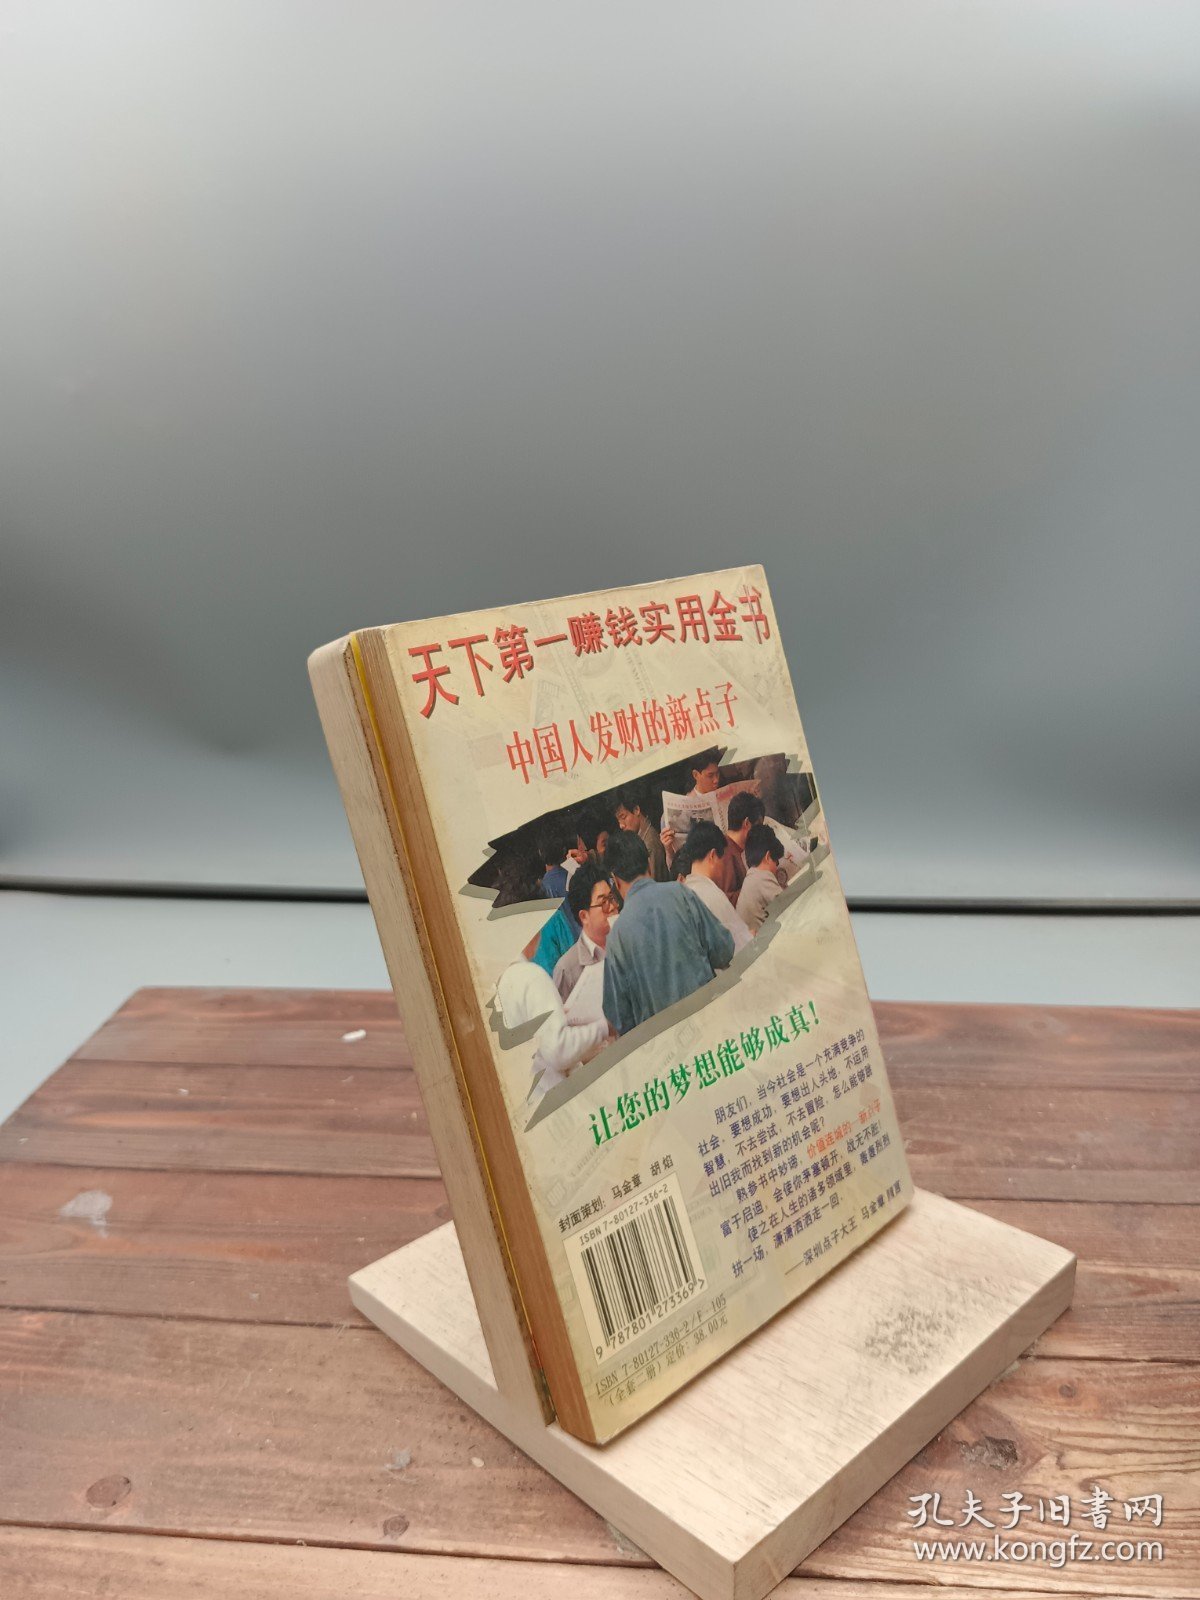 天下第一赚钱实用金书
中国人发财的新点子
让您的梦想能够成真！
朋友们，当今社会是一个充满竞争的
社会，要想成功，要想出人头地，不运用
智慧，不去尝试，不去冒险，怎么能够跳
出旧我而找到新的机会呢？
熟参书中妙谛，价值连城的一新点子
富于启迪，会使你茅塞顿开，战无不胜！
使之在人生的诸多领域里，轰轰烈烈
拼一场，潇潇洒洒走一回。
——深圳点子大王 马金章
封面策划：马金章 胡焰
ISBN 7-80127-336-2
9 787801 273369 >
ISBN 7-80127-336-2/F·105
（全套二册）定价：38.00元
孔夫子旧書网
www.kongfz.com